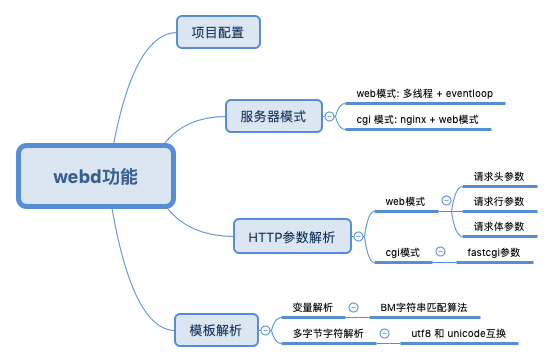 项目配置
服务器模式
web模式: 多线程 + eventloop
cgi 模式: nginx + web模式
webd功能
HTTP参数解析
web模式
请求头参数
请求行参数
请求体参数
cgi模式
fastcgi参数
模板解析
变量解析
BM字符串匹配算法
多字节字符解析
utf8 和 unicode互换